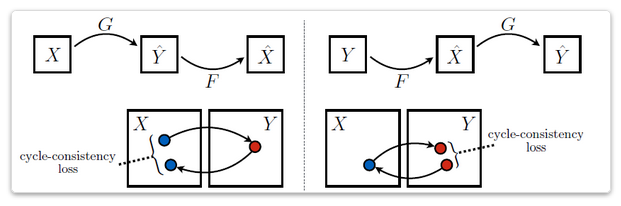 G
X
Ŷ
X̂
F
X
Y
cycle-consistency
loss
G
Y
X̂
Ŷ
F
X
Y
cycle-consistency
loss